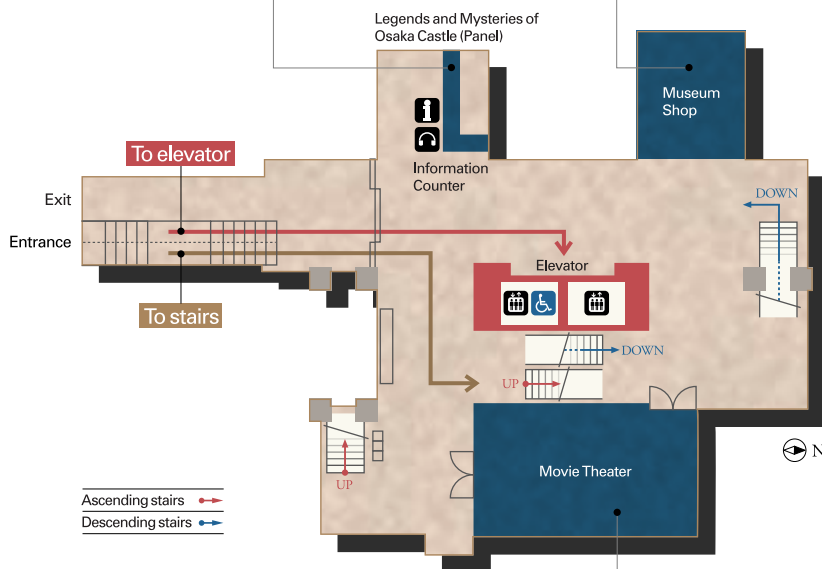 Legends and Mysteries of
Osaka Castle (Panel)
Museum
Shop
To elevator
Information
Counter
Exit
DOWN
Entrance
Elevator
To stairs
DOWN
UP
N
Movie Theater
UP
Ascending stairs
Descending stairs